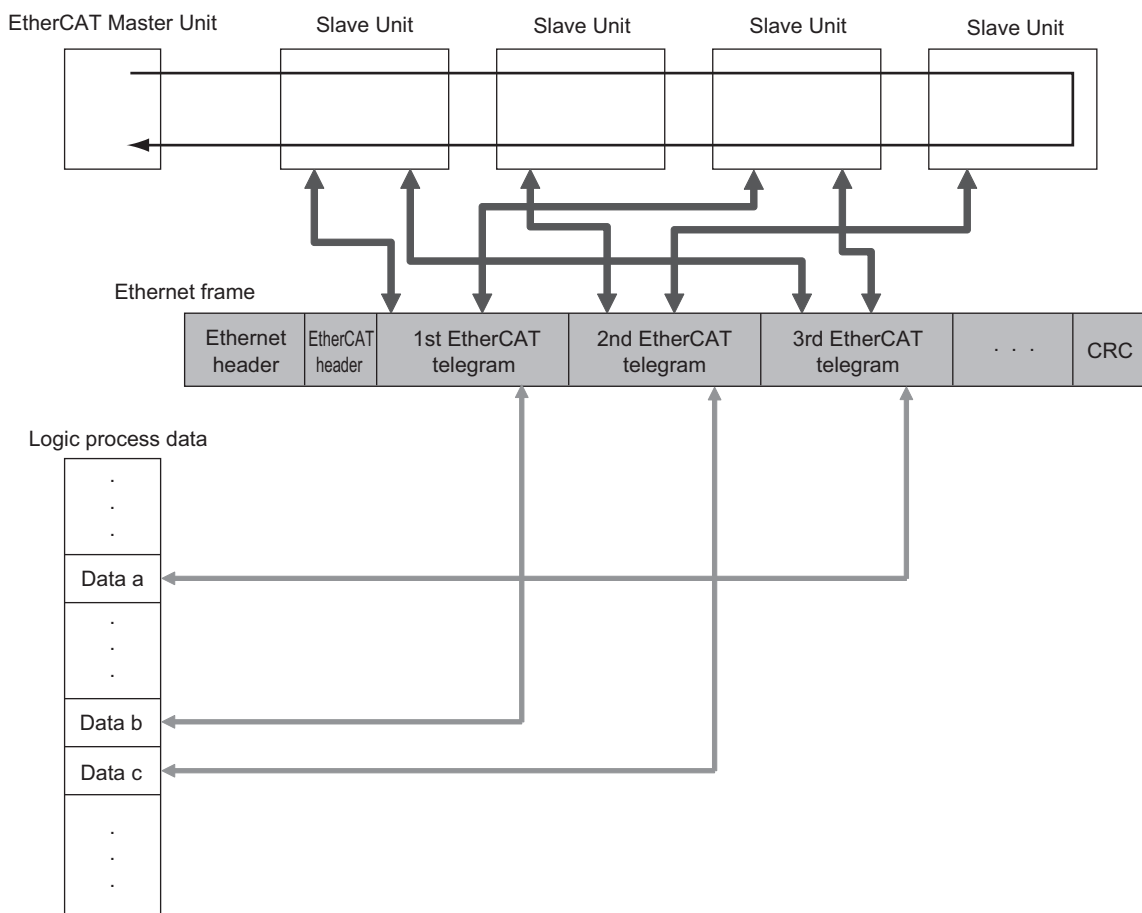 EtherCAT Master Unit
Slave Unit
Slave Unit
Slave Unit
Slave Unit
Ethernet frame
Ethernet
header
EtherCAT
header
1st EtherCAT
telegram
2nd EtherCAT
telegram
3rd EtherCAT
telegram
· · ·
CRC
Logic process data
·
·
·
Data a
·
·
·
Data b
Data c
·
·
·